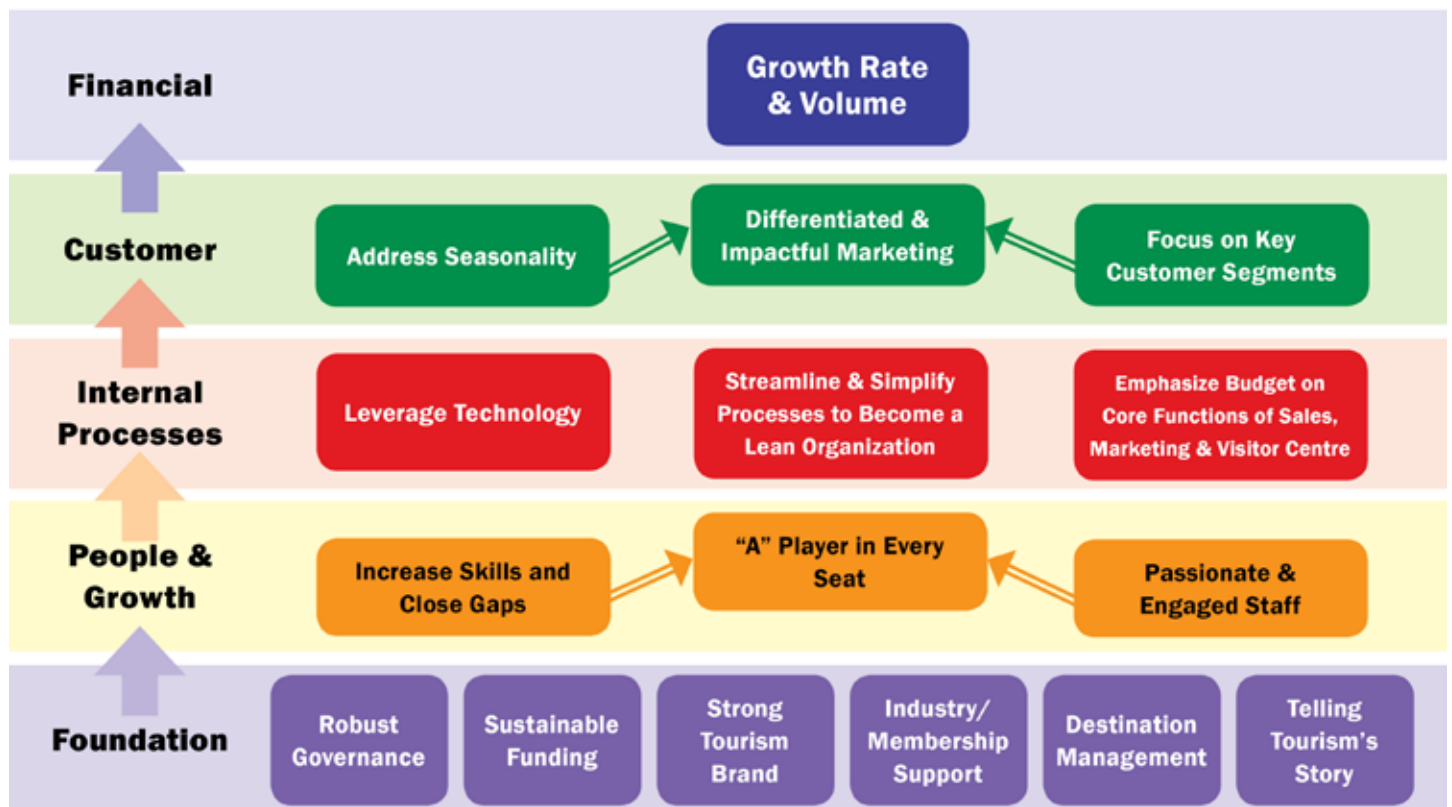 Financial
Growth Rate
& Volume
Customer
Address Seasonality
Differentiated &
Impactful Marketing
Focus on Key
Customer Segments
Internal
Processes
Leverage Technology
Streamline & Simplify
Processes to Become a
Lean Organization
Emphasize Budget on
Core Functions of Sales,
Marketing & Visitor Centre
People &
Growth
Increase Skills and
Close Gaps
“A” Player in Every
Seat
Passionate &
Engaged Staff
Foundation
Robust
Governance
Sustainable
Funding
Strong
Tourism
Brand
Industry/
Membership
Support
Destination
Management
Telling
Tourism’s
Story